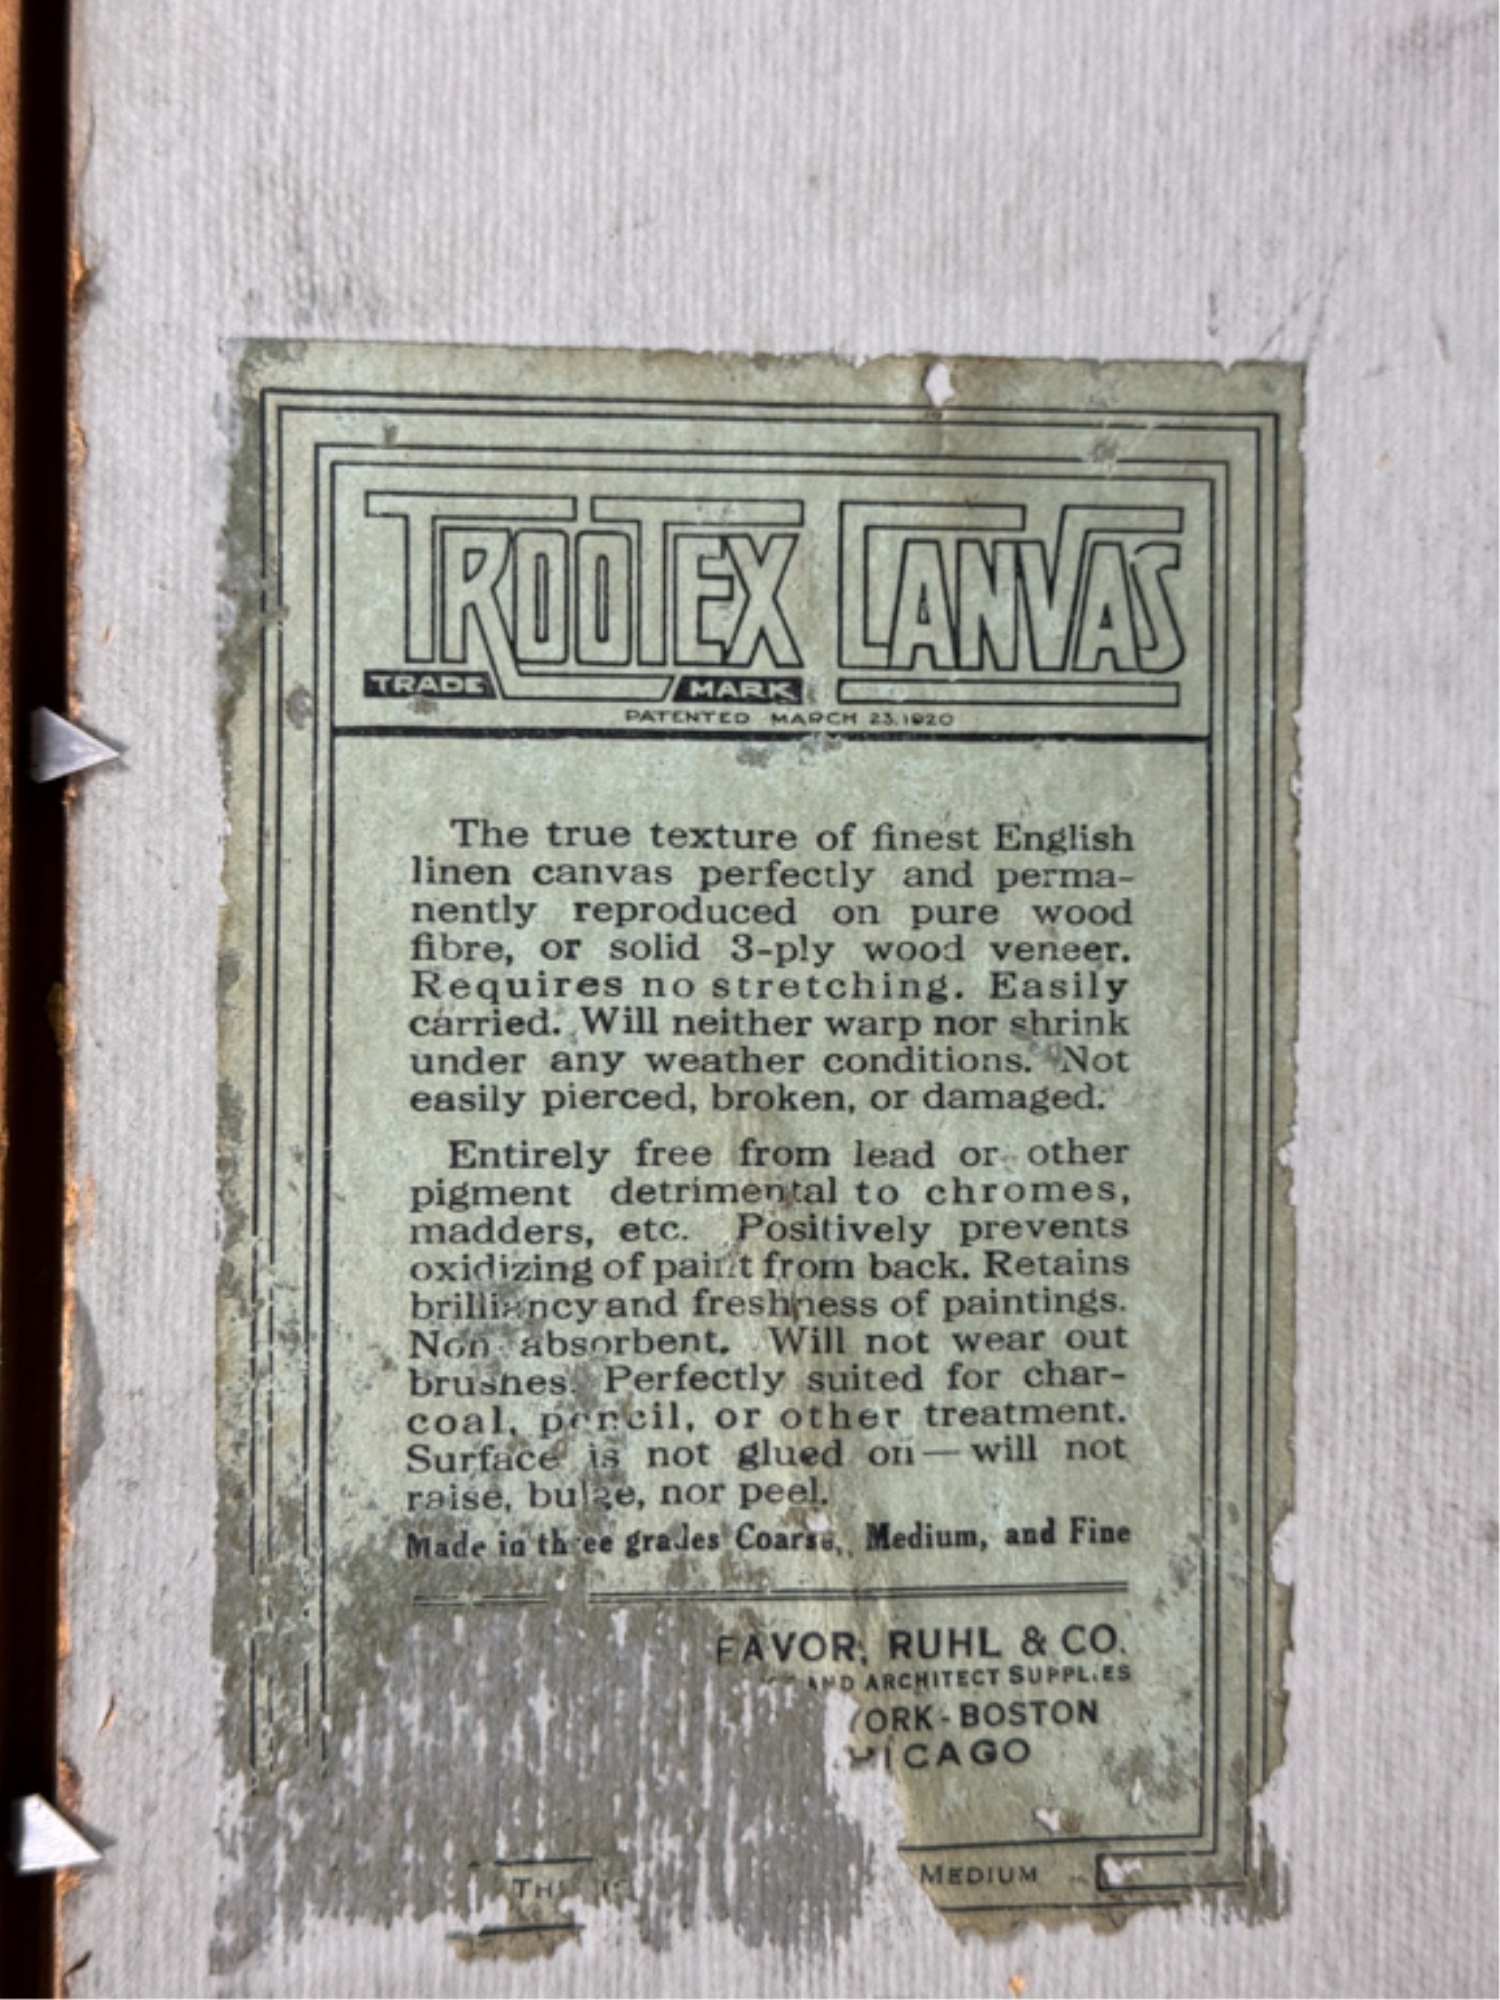 TROOTEX CANVAS
TRADE MARK
PATENTED MARCH 23, 1920
The true texture of finest English
linen canvas perfectly and perma-
nently reproduced on pure wood
fibre, or solid 3-ply wood veneer.
Requires no stretching. Easily
carried. Will neither warp nor shrink
under any weather conditions. Not
easily pierced, broken, or damaged.
Entirely free from lead or other
pigment detrimental to chromes,
madders, etc. Positively prevents
oxidizing of paint from back. Retains
brilliancy and freshness of paintings.
Non absorbent. Will not wear out
brushes. Perfectly suited for char-
coal, pencil, or other treatment.
Surface is not glued on — will not
raise, bulge, nor peel.
Made in three grades Coarse, Medium, and Fine
FAVOR, RUHL & CO.
AND ARCHITECT SUPPLIES
YORK - BOSTON
CHICAGO
MEDIUM